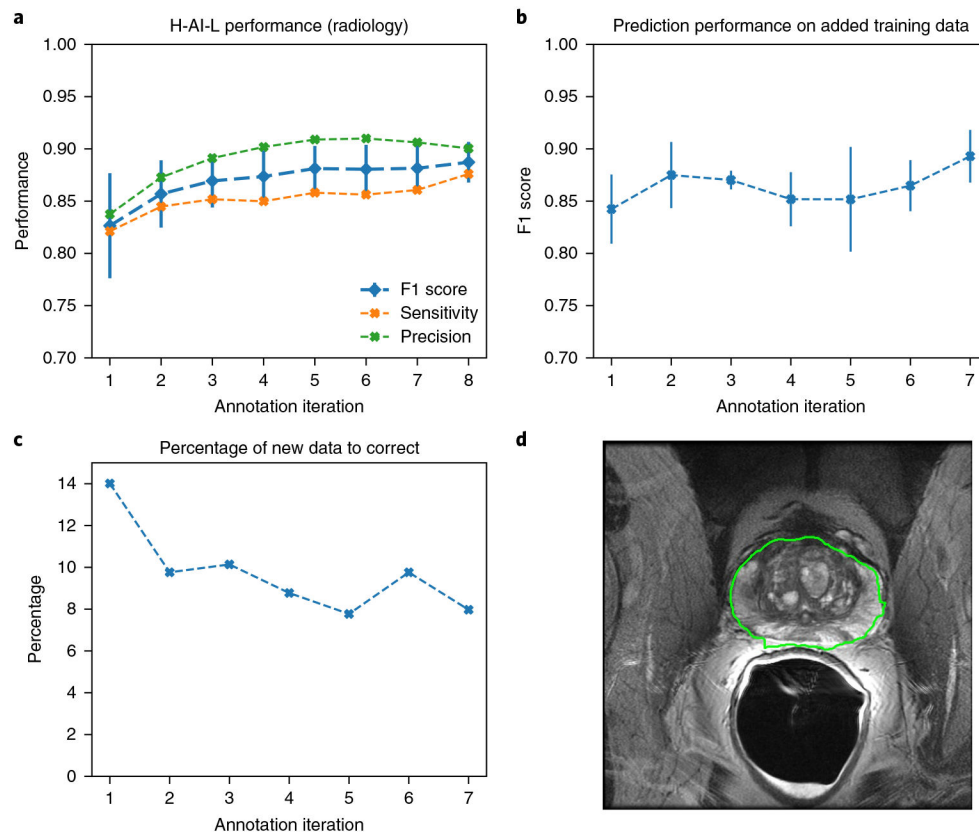 a
H-AI-L performance (radiology)
1.00
0.95
0.90
0.85
0.80
0.75
0.70
Performance
F1 score
Sensitivity
Precision
1 2 3 4 5 6 7 8
Annotation iteration
b
Prediction performance on added training data
1.00
0.95
0.90
0.85
0.80
0.75
0.70
F1 score
1 2 3 4 5 6 7
Annotation iteration
c
Percentage of new data to correct
14
12
10
8
6
4
2
0
Percentage
1 2 3 4 5 6 7
Annotation iteration
d